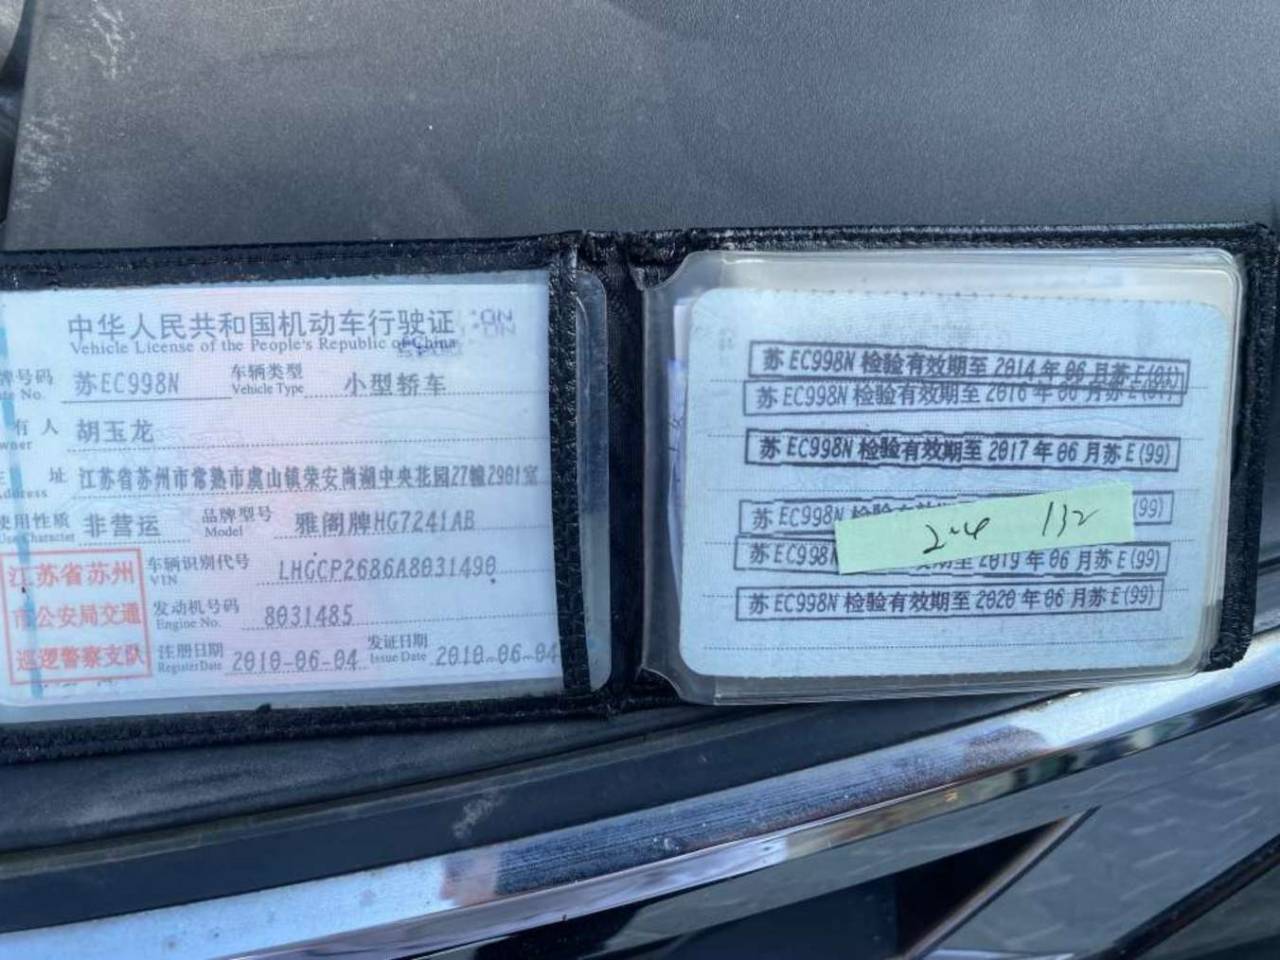 中华人民共和国机动车行驶证
Vehicle License of the People's Republic of China
牌号码 苏EC998N 车辆类型 小型轿车
te No. Vehicle Type
有人 胡玉龙
wner
址 江苏省苏州市常熟市虞山镇荣安尚湖中央花园27幢2901室
Address
使用性质 非营运 品牌型号 雅阁牌HG7241AB
Use Character Model
江苏省苏州
市公安局交通
巡逻警察支队
车辆识别代号 LHGCP2686A8031490
VIN
发动机号码 8031485
Engine No.
注册日期 2010-06-04 发证日期 2010-06-04
Register Date Issue Date
苏EC998N 检验有效期至 2014年06月苏E(01)
苏EC998N 检验有效期至 2016年06月苏E(01)
苏EC998N 检验有效期至 2017年06月苏E(99)
苏EC998N 检验有效期 (99)
苏EC998N 至 2019年06月苏E(99)
苏EC998N 检验有效期至 2020年06月苏E(99)
132